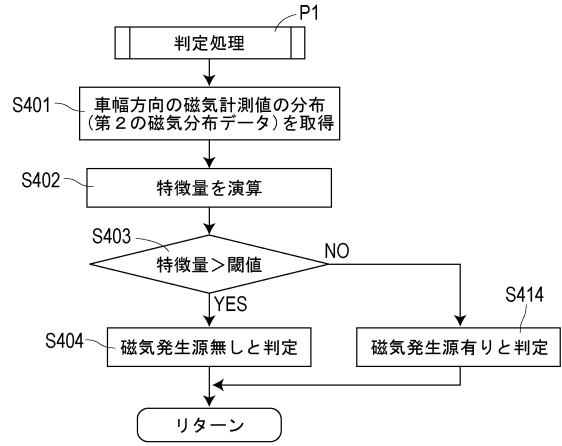 P1
判定処理
S401
車幅方向の磁気計測値の分布
(第２の磁気分布データ)を取得
S402
特徴量を演算
S403
特徴量＞閾値
NO
YES
S404
磁気発生源無しと判定
S414
磁気発生源有りと判定
リターン